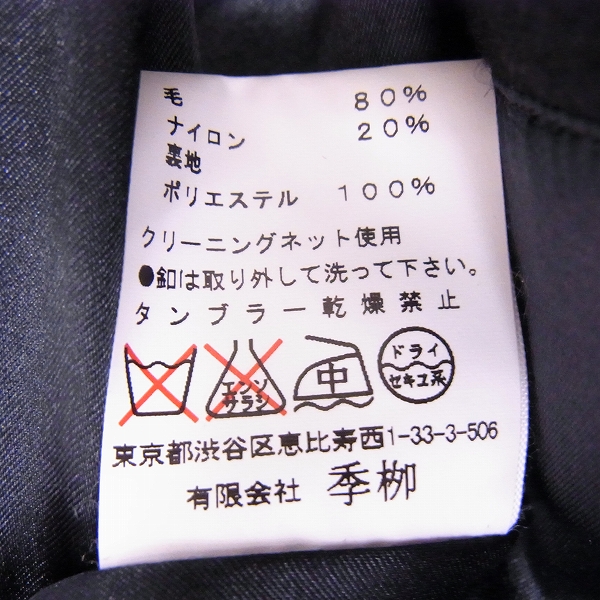 毛 80%
ナイロン 20%
裏地
ポリエステル 100%
クリーニングネット使用
●釦は取り外して洗って下さい。
タンブラー乾燥禁止
エンソ
サラシ
中
ドライ
セキユ系
東京都渋谷区恵比寿西1-33-3-506
有限会社 季栁